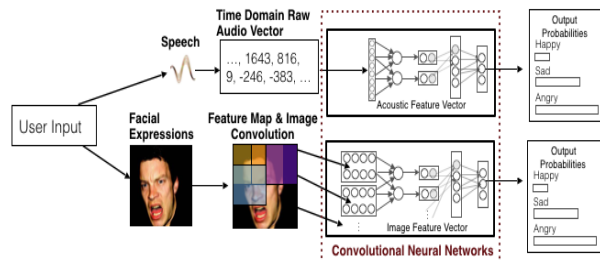 Time Domain Raw
Audio Vector
Speech
..., 1643, 816,
9, -246, -383, ...
Acoustic Feature Vector
Output
Probabilities
Happy
Sad
Angry
User Input
Facial
Expressions
Feature Map & Image
Convolution
Image Feature Vector
Convolutional Neural Networks
Output
Probabilities
Happy
Sad
Angry